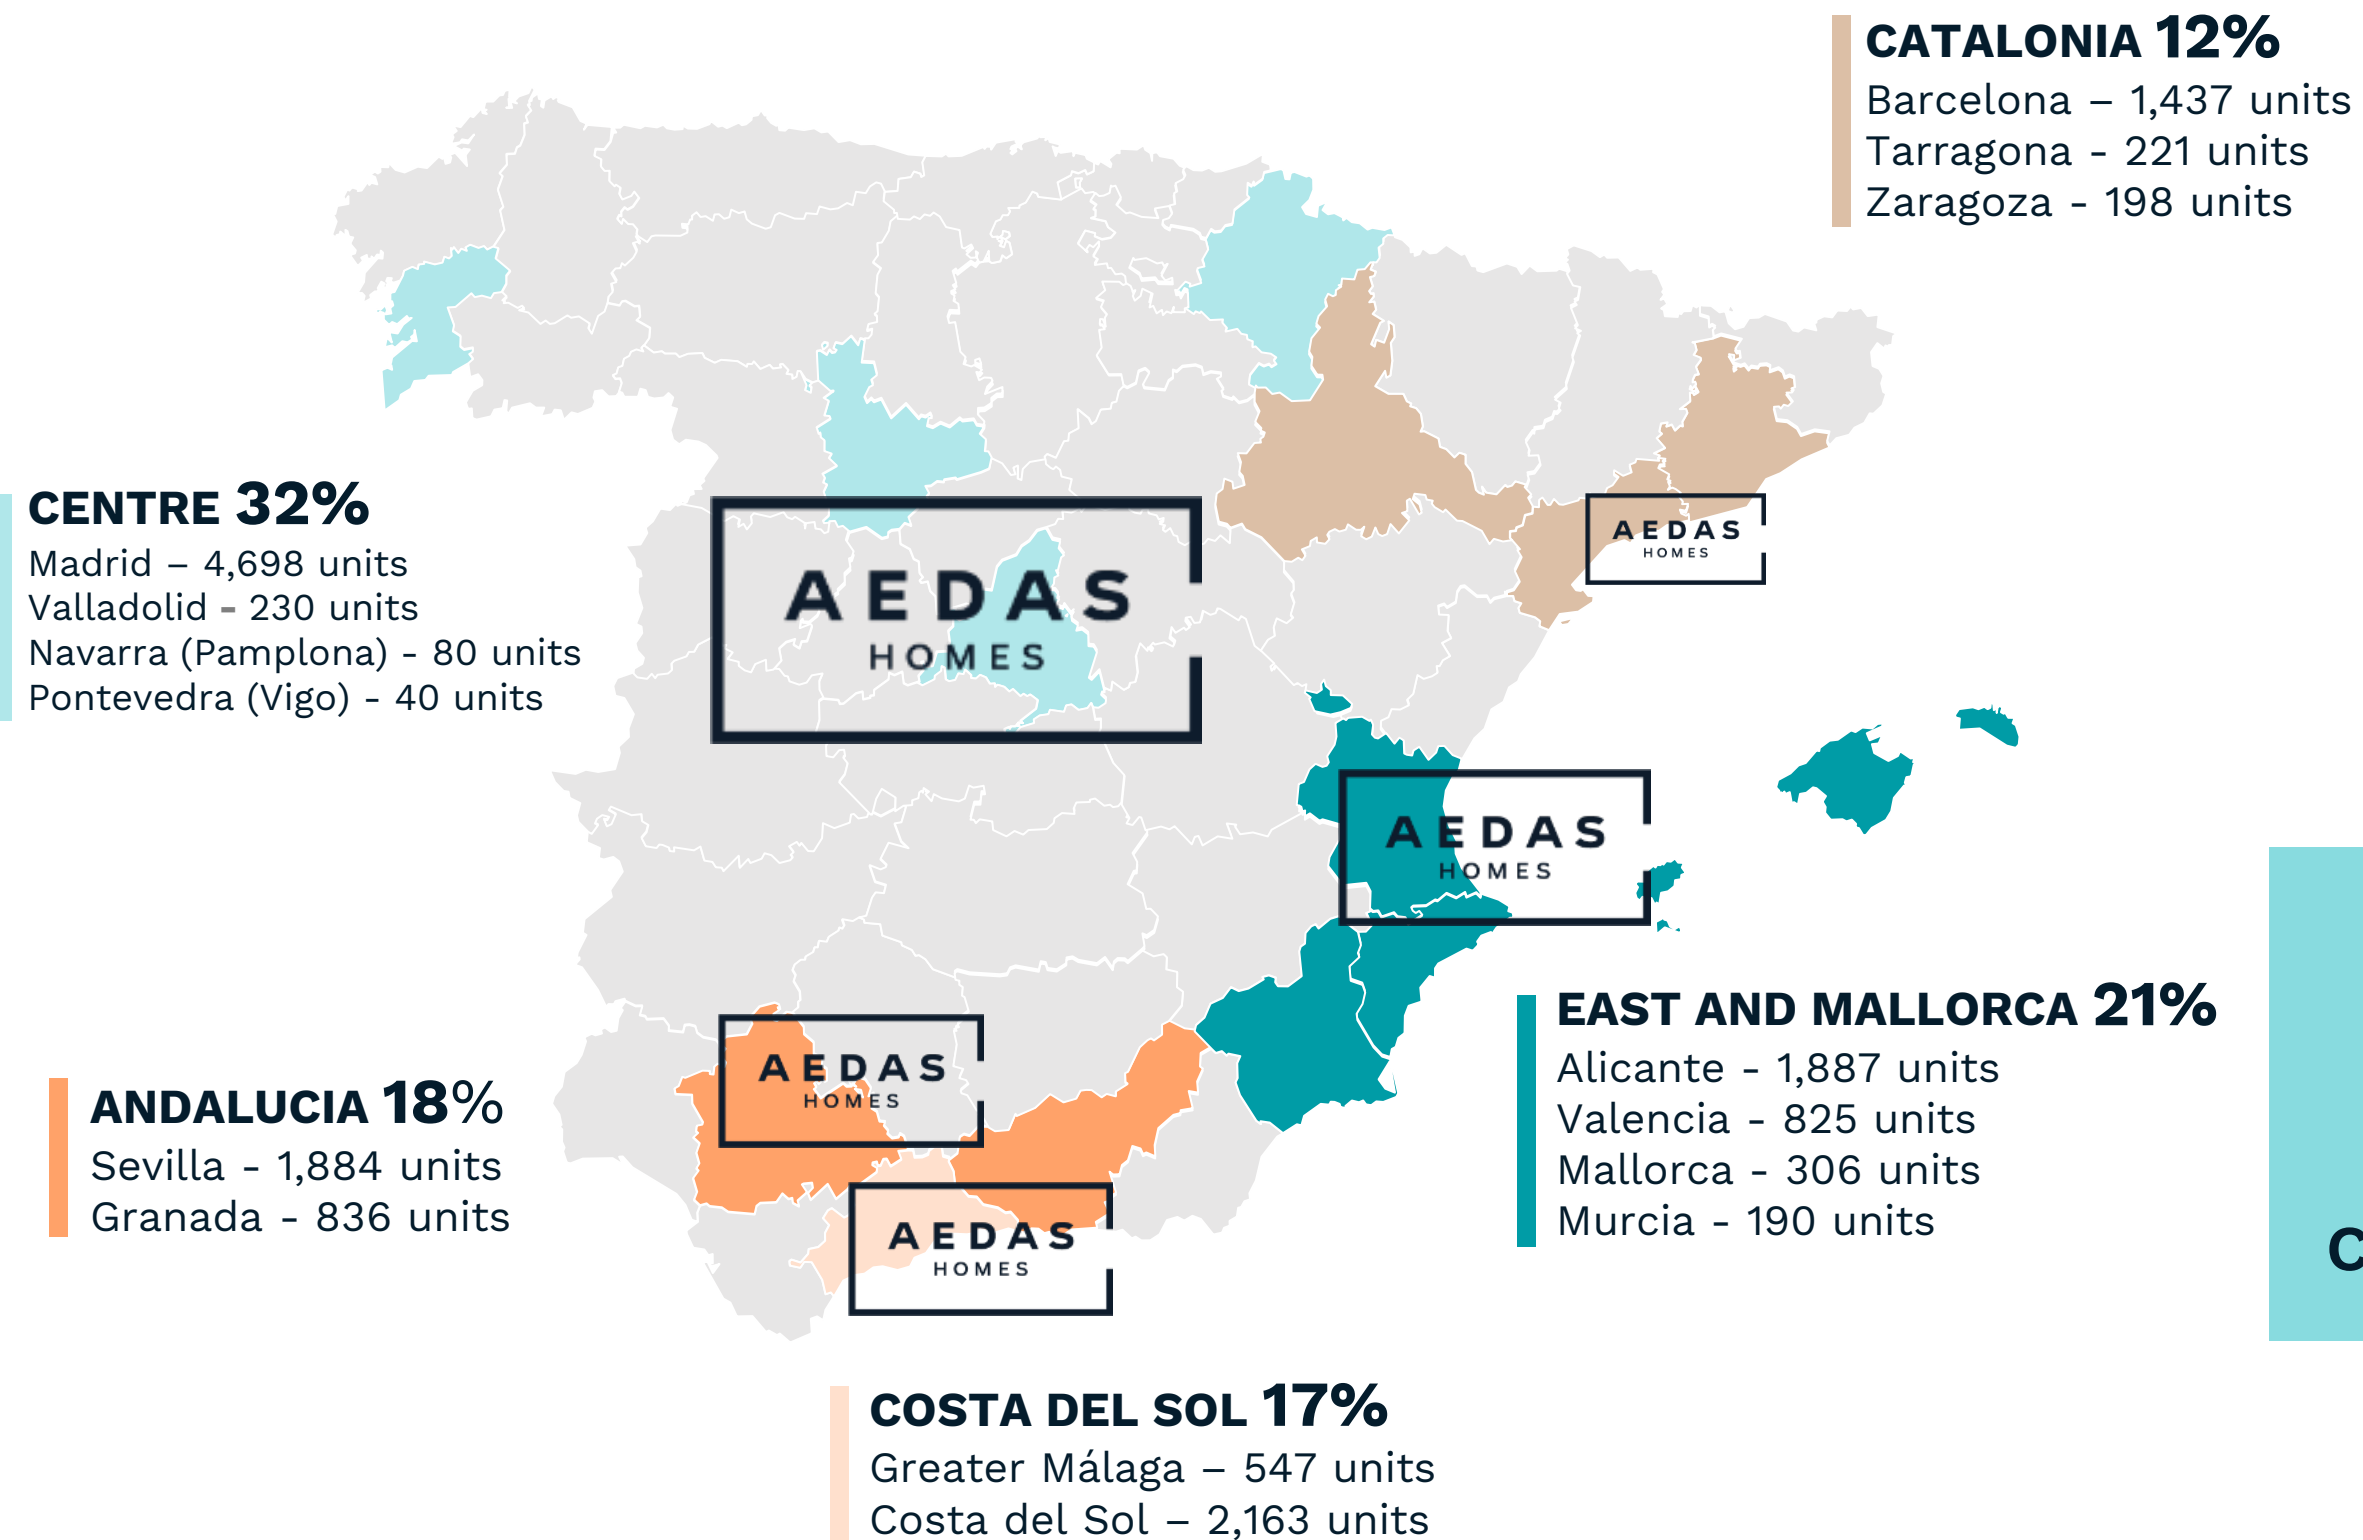 CATALONIA 12%
Barcelona – 1,437 units
Tarragona - 221 units
Zaragoza - 198 units
CENTRE 32%
Madrid – 4,698 units
Valladolid - 230 units
Navarra (Pamplona) - 80 units
Pontevedra (Vigo) - 40 units
AEDAS
HOMES
AEDAS
HOMES
AEDAS
HOMES
EAST AND MALLORCA 21%
Alicante - 1,887 units
Valencia - 825 units
Mallorca - 306 units
Murcia - 190 units
ANDALUCIA 18%
Sevilla - 1,884 units
Granada - 836 units
AEDAS
HOMES
AEDAS
HOMES
COSTA DEL SOL 17%
Greater Málaga – 547 units
Costa del Sol – 2,163 units